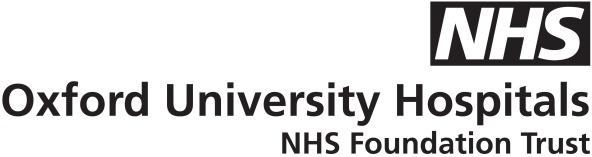 NHS
Oxford University Hospitals
NHS Foundation Trust